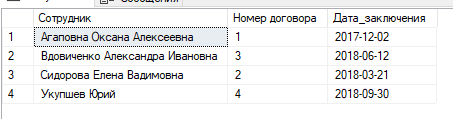 Сотрудник Номер договора Дата_заключения
1 Агаповна Оксана Алексеевна 1 2017-12-02
2 Вдовиченко Александра Ивановна 3 2018-06-12
3 Сидорова Елена Вадимовна 2 2018-03-21
4 Укупшев Юрий 4 2018-09-30